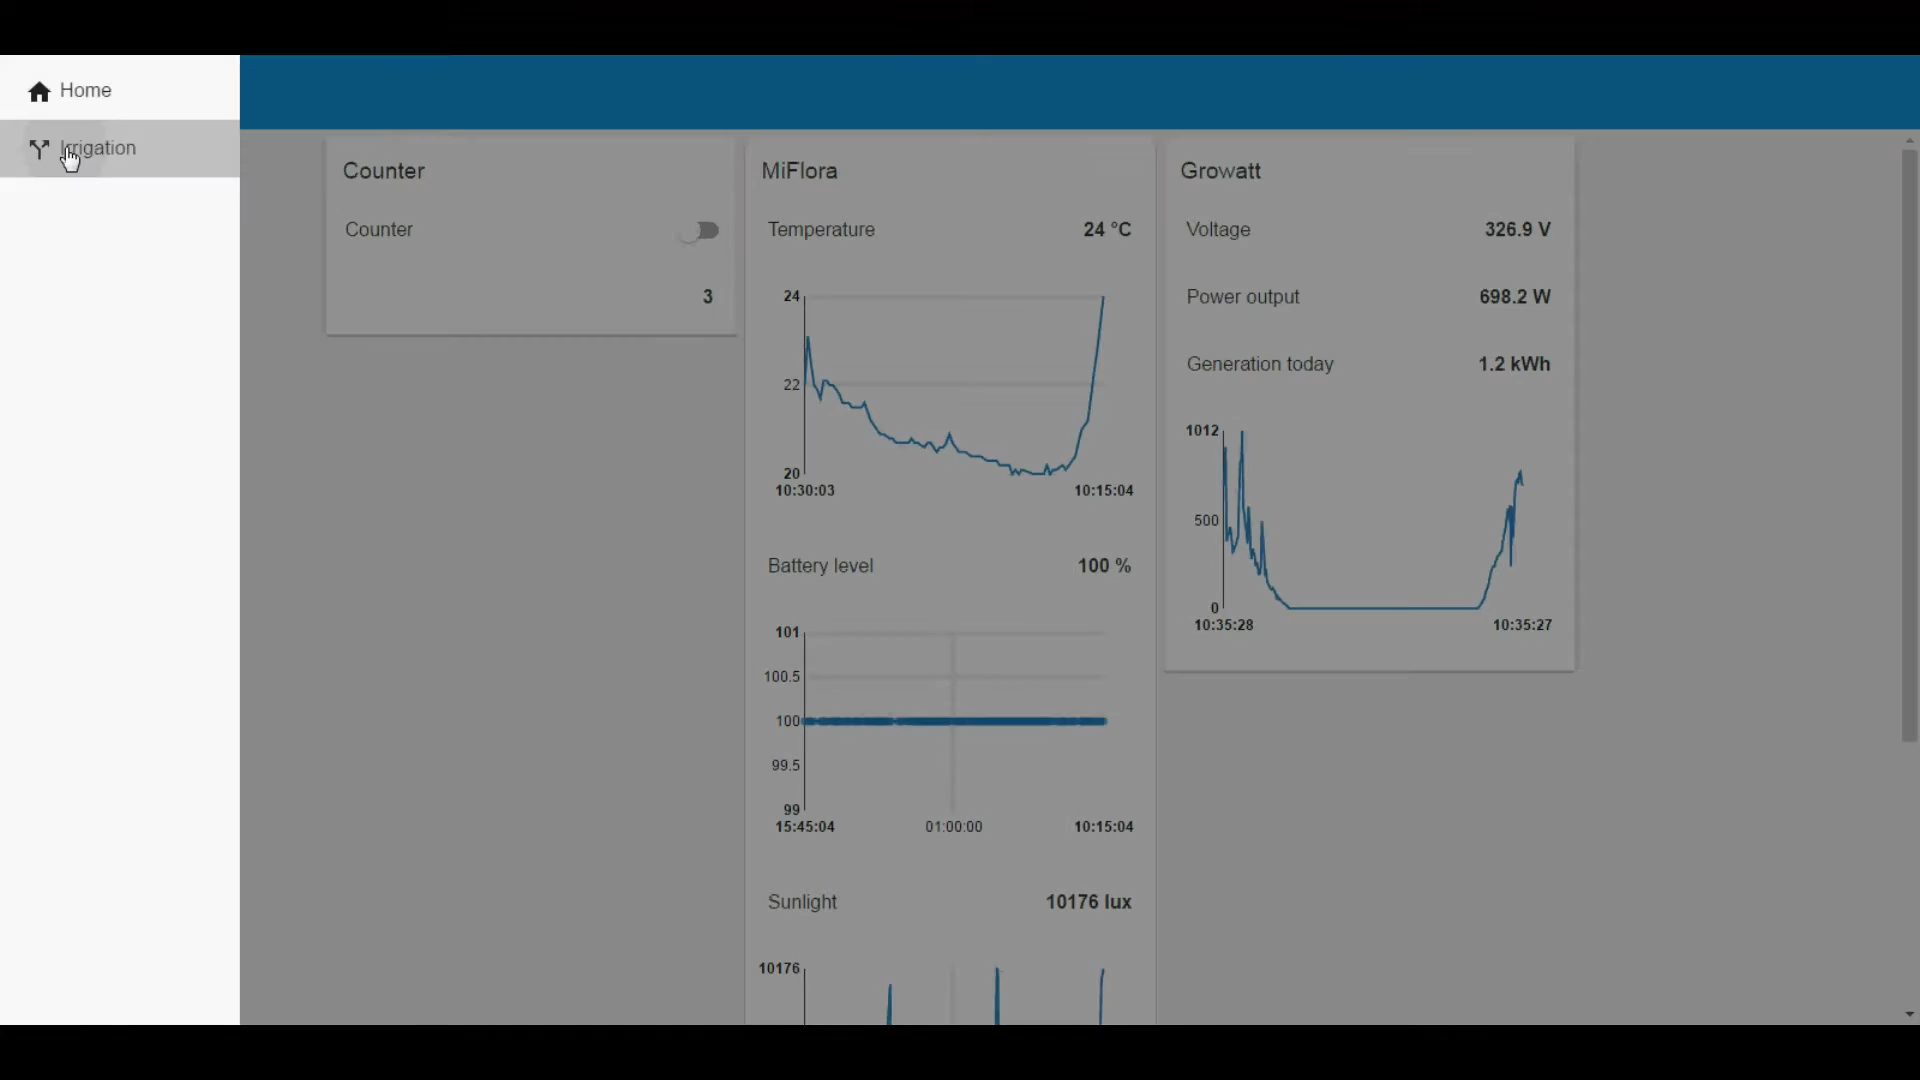 Home
Irrigation
Counter
Counter
3
MiFlora
Temperature 24 °C
24
22
20
10:30:03 10:15:04
Battery level 100 %
101
100.5
100
99.5
99
15:45:04 01:00:00 10:15:04
Sunlight 10176 lux
10176
Growatt
Voltage 326.9 V
Power output 698.2 W
Generation today 1.2 kWh
1012
500
0
10:35:28 10:35:27